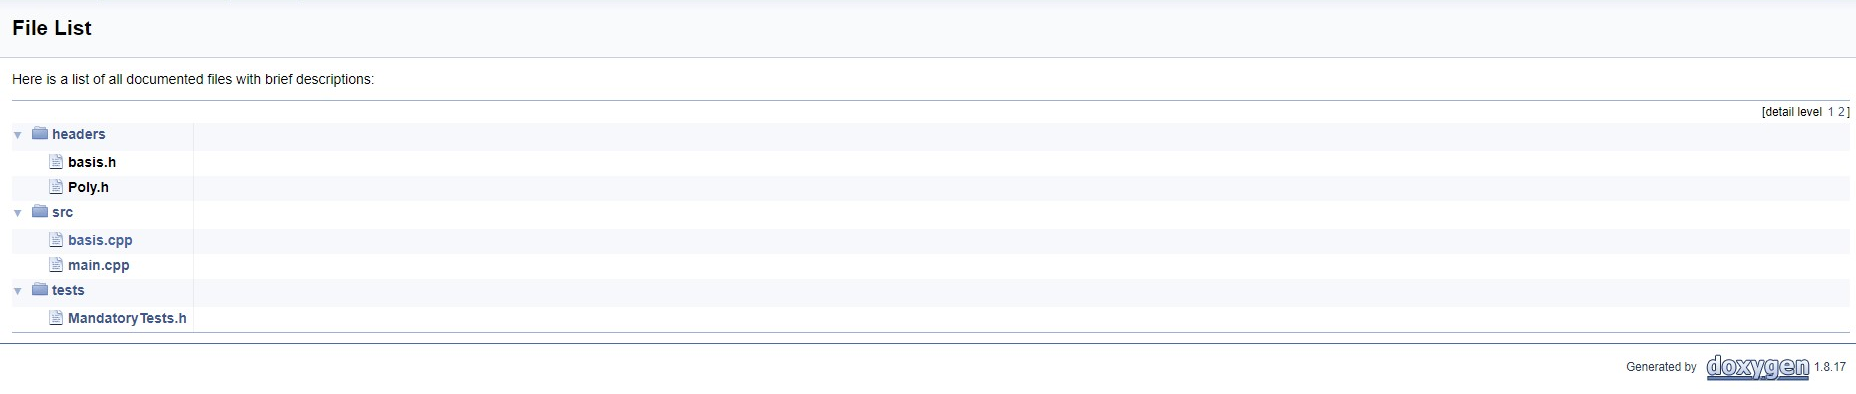 File List
Here is a list of all documented files with brief descriptions:
[detail level 1 2]
▼ headers
basis.h
Poly.h
▼ src
basis.cpp
main.cpp
▼ tests
MandatoryTests.h
Generated by doxygen 1.8.17